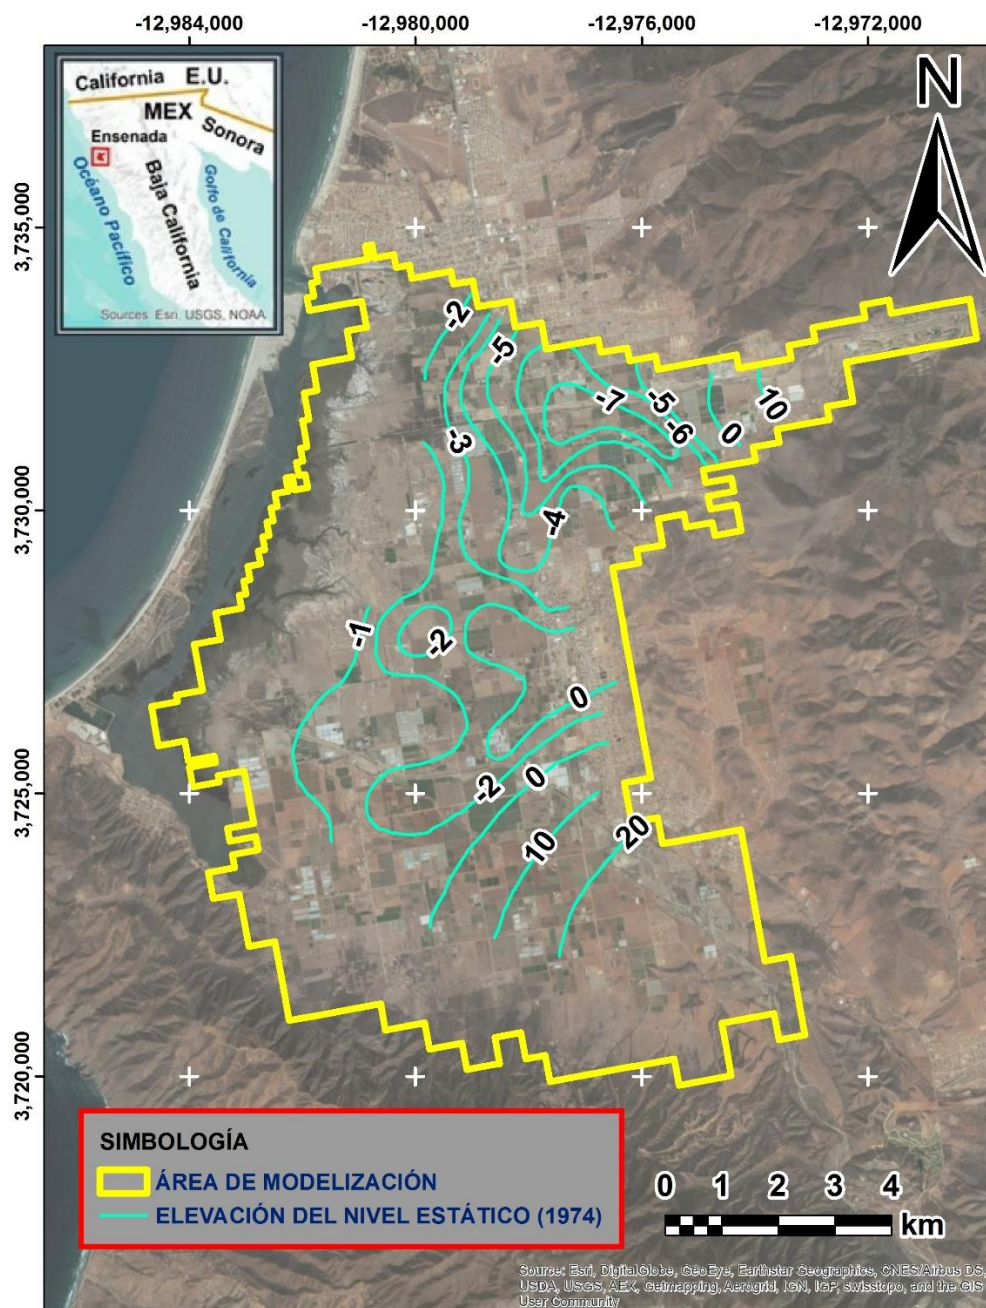 -12,984,000
-12,980,000
-12,976,000
-12,972,000
California E.U.
MEX
Sonora
Ensenada
Océano Pacífico
Baja California
Golfo de California
Sources: Esri, USGS, NOAA
N
3,735,000
3,730,000
3,725,000
3,720,000
-2
-5
-3
-7
-5
-6
0
10
-4
-1
-2
0
-2
0
10
20
SIMBOLOGÍA
ÁREA DE MODELIZACIÓN
ELEVACIÓN DEL NIVEL ESTÁTICO (1974)
0 1 2 3 4
km
Source: Esri, DigitalGlobe, GeoEye, Earthstar Geographics, CNES/Airbus DS,
USDA, USGS, AEX, Getmapping, Aerogrid, IGN, IGP, swisstopo, and the GIS
User Community